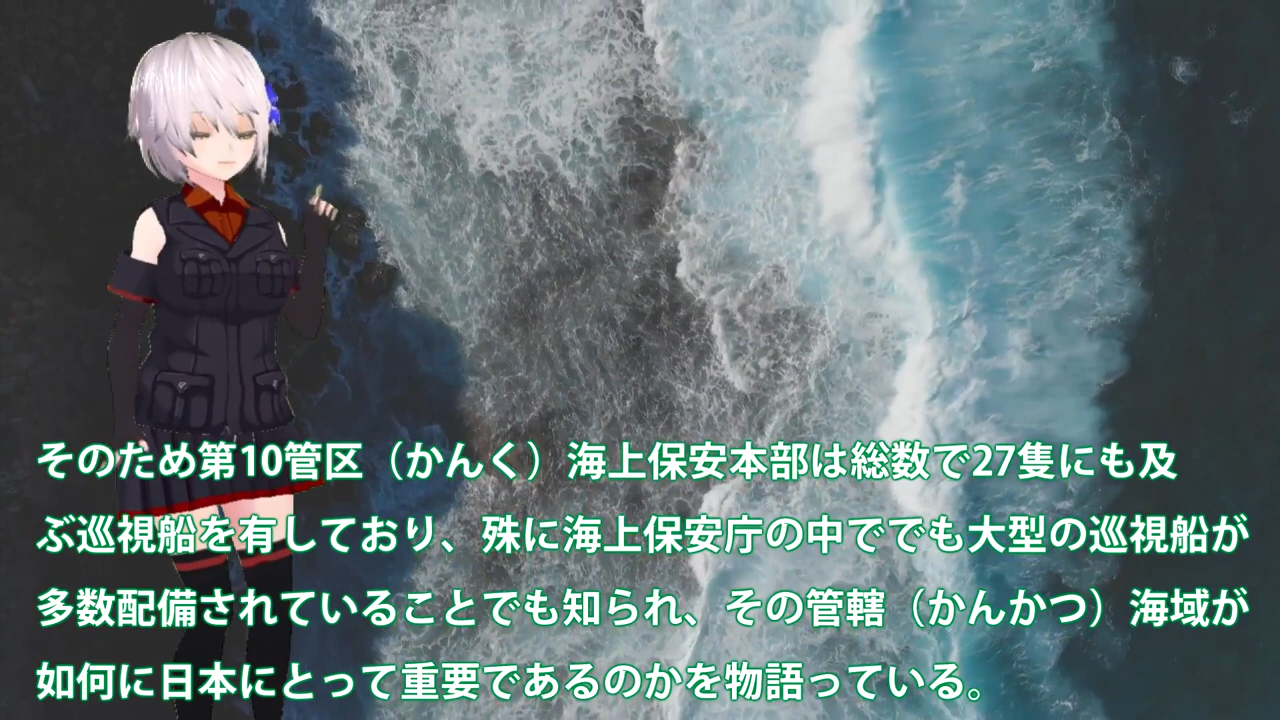 そのため第10管区（かんく）海上保安本部は総数で27隻にも及
ぶ巡視船を有しており、殊に海上保安庁の中ででも大型の巡視船が
多数配備されていることでも知られ、その管轄（かんかつ）海域が
如何に日本にとって重要であるのかを物語っている。